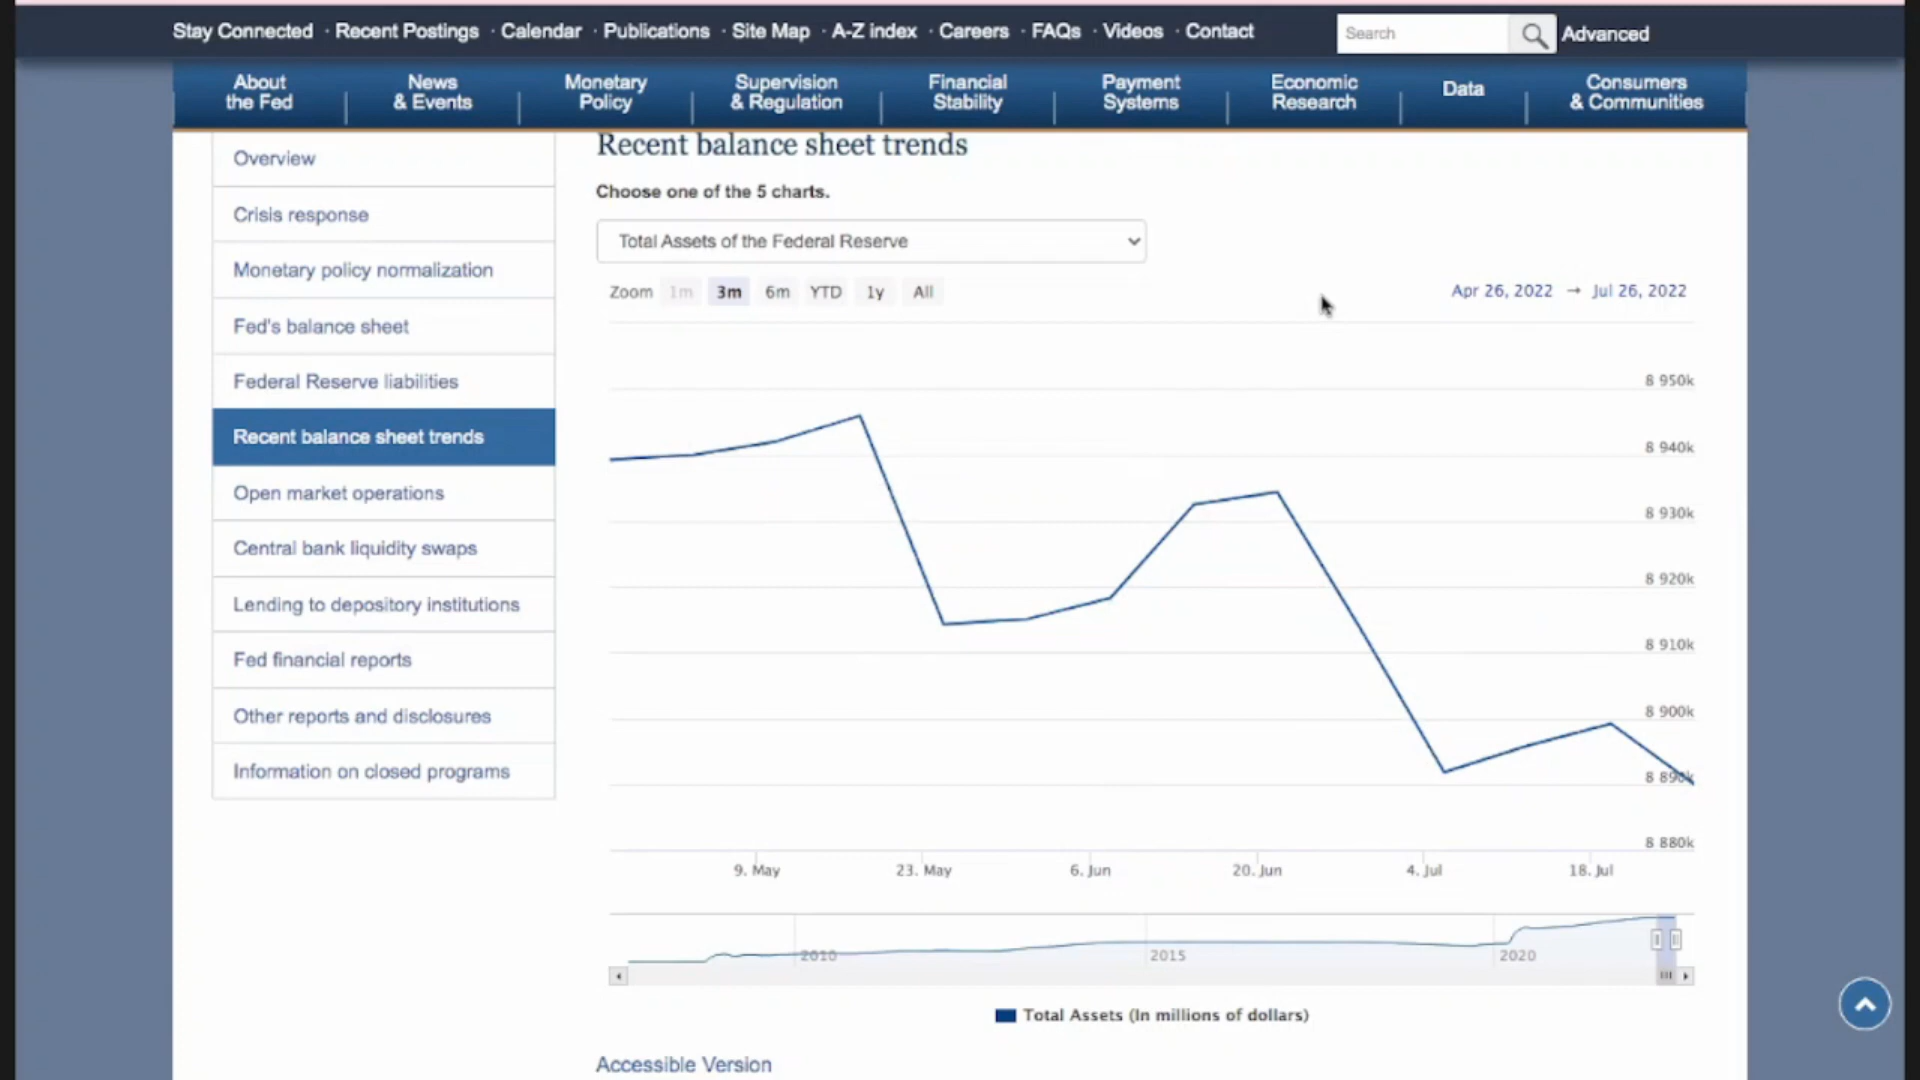 Stay Connected · Recent Postings · Calendar · Publications · Site Map · A-Z index · Careers · FAQs · Videos · Contact
Search
Advanced
About the Fed
News & Events
Monetary Policy
Supervision & Regulation
Financial Stability
Payment Systems
Economic Research
Data
Consumers & Communities
Overview
Crisis response
Monetary policy normalization
Fed's balance sheet
Federal Reserve liabilities
Recent balance sheet trends
Open market operations
Central bank liquidity swaps
Lending to depository institutions
Fed financial reports
Other reports and disclosures
Information on closed programs
Recent balance sheet trends
Choose one of the 5 charts.
Total Assets of the Federal Reserve
Zoom 1m 3m 6m YTD 1y All
Apr 26, 2022 → Jul 26, 2022
8 950k
8 940k
8 930k
8 920k
8 910k
8 900k
8 890k
8 880k
9. May 23. May 6. Jun 20. Jun 4. Jul 18. Jul
2010 2015 2020
Total Assets (In millions of dollars)
Accessible Version